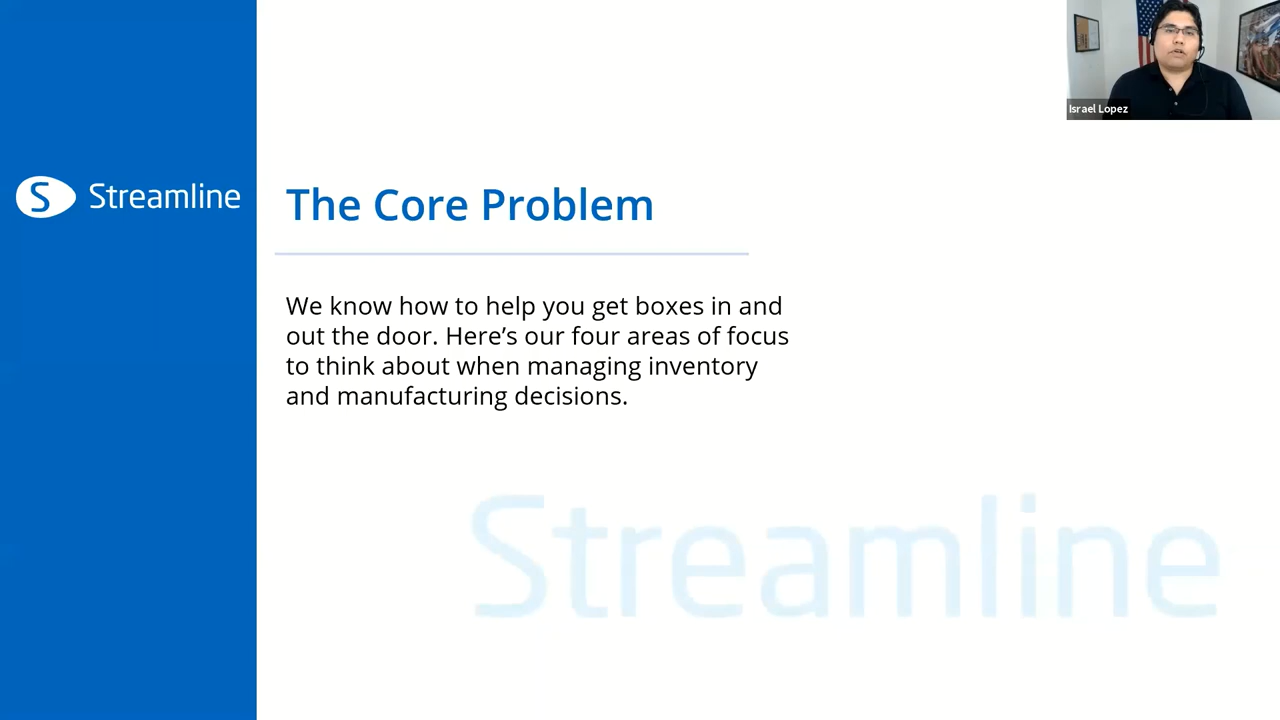 Israel Lopez
S Streamline
The Core Problem
We know how to help you get boxes in and
out the door. Here’s our four areas of focus
to think about when managing inventory
and manufacturing decisions.
Streamline